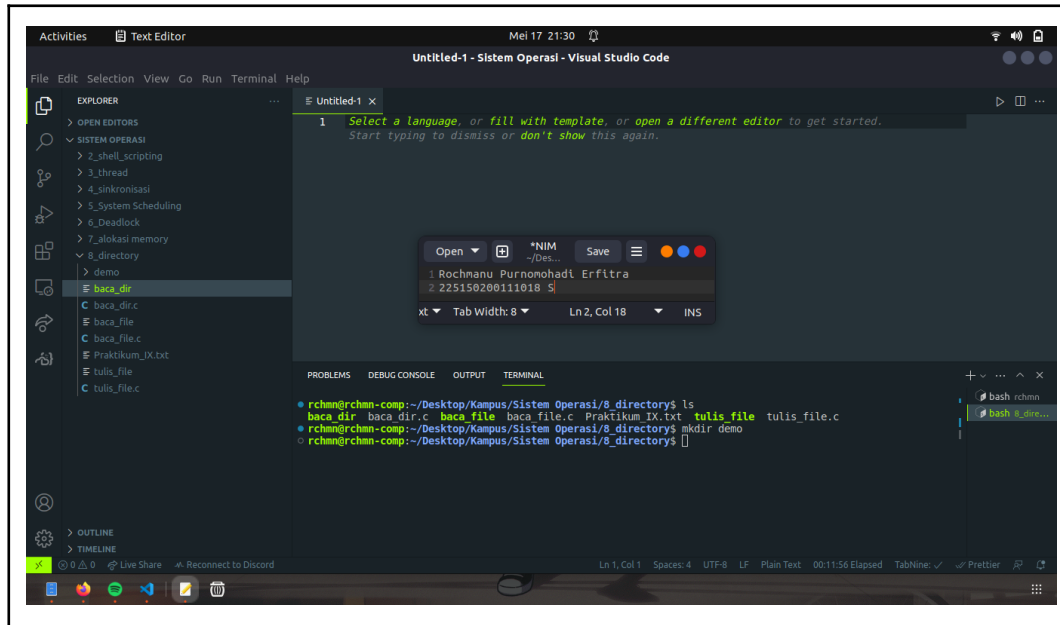 Activities Text Editor Mei 17 21:30
Untitled-1 - Sistem Operasi - Visual Studio Code
File Edit Selection View Go Run Terminal Help
EXPLORER ···
OPEN EDITORS
SISTEM OPERASI
2_shell_scripting
3_thread
4_sinkronisasi
5_System Scheduling
6_Deadlock
7_alokasi memory
8_directory
demo
baca_dir
C baca_dir.c
baca_file
C baca_file.c
Praktikum_IX.txt
tulis_file
C tulis_file.c
OUTLINE
TIMELINE
Untitled-1
1 Select a language, or fill with template, or open a different editor to get started.
Start typing to dismiss or don't show this again.
Open *NIM Save
~/Des...
1 Rochmanu Purnomohadi Erfitra
2 225150200111018 S
xt Tab Width: 8 Ln 2, Col 18 INS
PROBLEMS DEBUG CONSOLE OUTPUT TERMINAL
rchmn@rchmn-comp:~/Desktop/Kampus/Sistem Operasi/8_directory$ ls
baca_dir baca_dir.c baca_file baca_file.c Praktikum_IX.txt tulis_file tulis_file.c
rchmn@rchmn-comp:~/Desktop/Kampus/Sistem Operasi/8_directory$ mkdir demo
rchmn@rchmn-comp:~/Desktop/Kampus/Sistem Operasi/8_directory$
bash rchmn
bash 8_dire...
0 0 Live Share Reconnect to Discord Ln 1, Col 1 Spaces: 4 UTF-8 LF Plain Text 00:11:56 Elapsed TabNine: ✓ Prettier